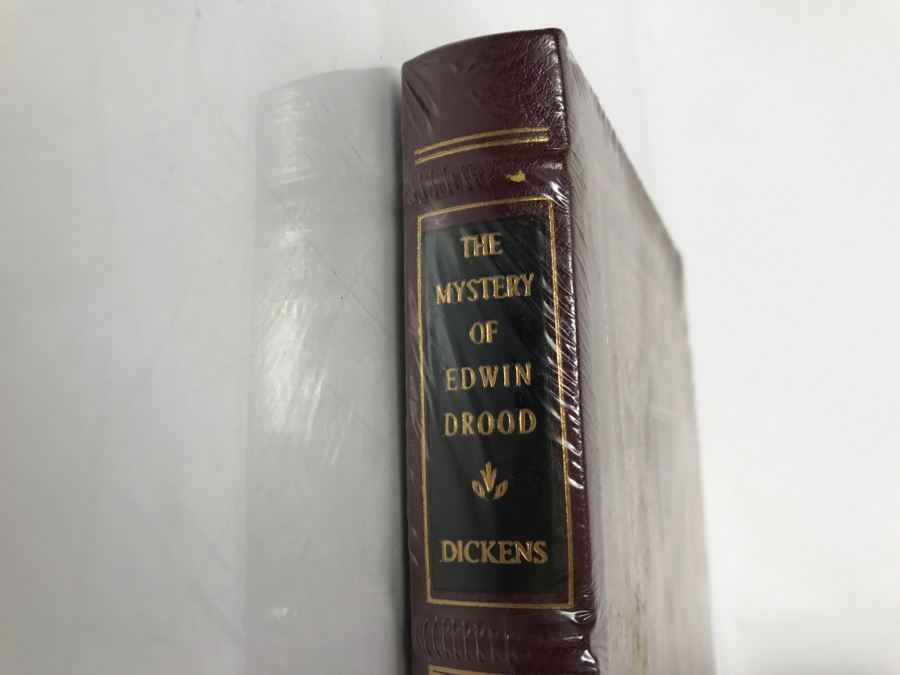 THE
MYSTERY
OF
EDWIN
DROOD
DICKENS